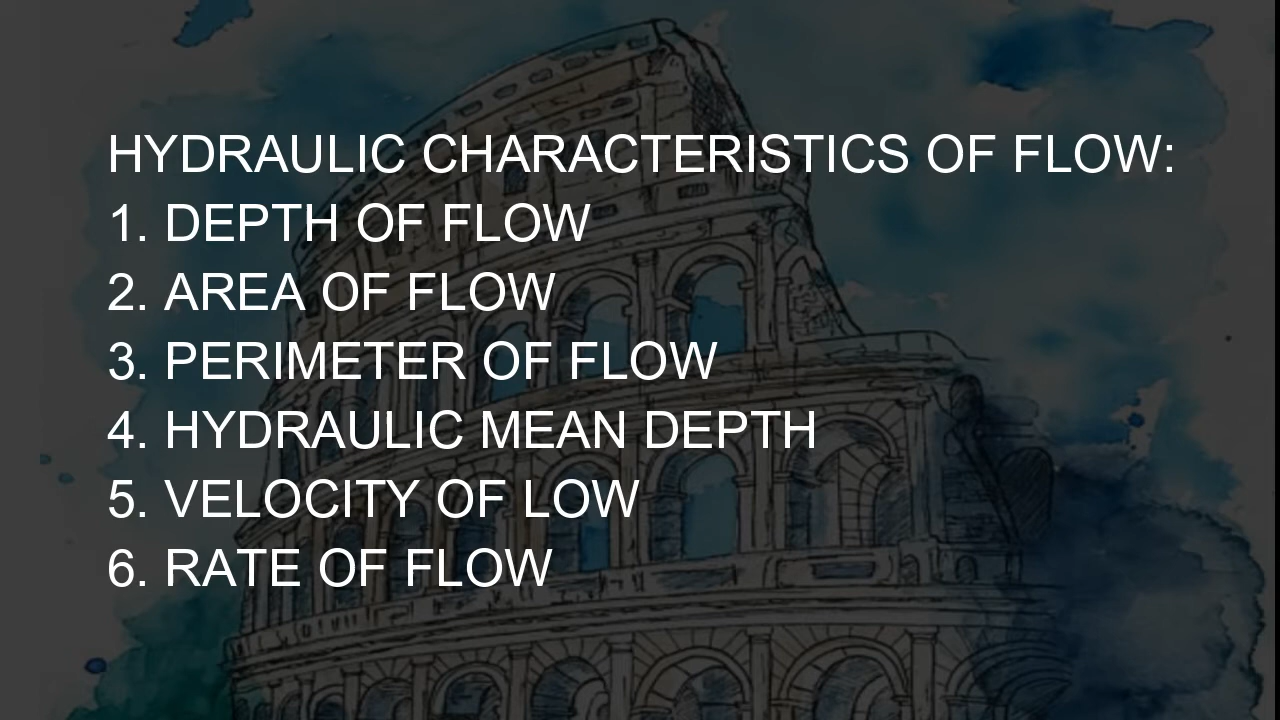 HYDRAULIC CHARACTERISTICS OF FLOW:
1. DEPTH OF FLOW
2. AREA OF FLOW
3. PERIMETER OF FLOW
4. HYDRAULIC MEAN DEPTH
5. VELOCITY OF LOW
6. RATE OF FLOW